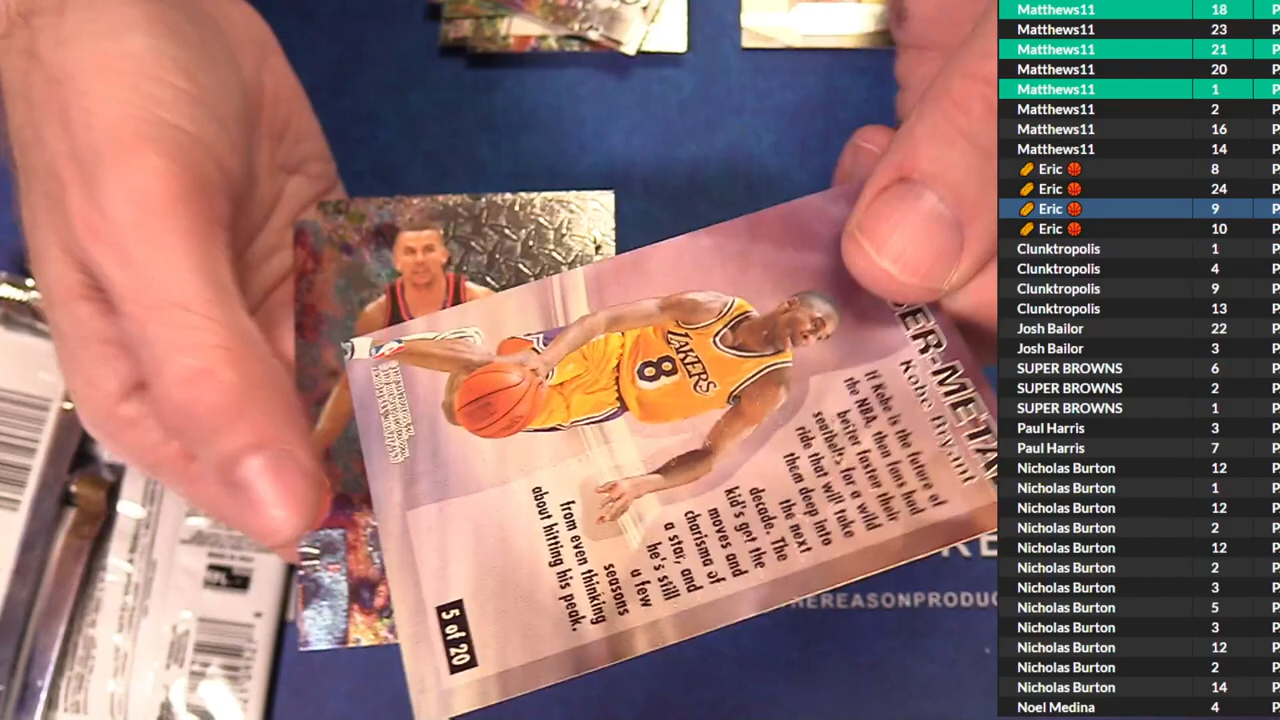 Matthews11 18 P
Matthews11 23 P
Matthews11 21 P
Matthews11 20 P
Matthews11 1 P
Matthews11 2 P
Matthews11 16 P
Matthews11 14 P
Eric 8 P
Eric 24 P
Eric 9 P
Eric 10 P
Clunktropolis 1 P
Clunktropolis 4 P
Clunktropolis 9 P
Clunktropolis 13 P
Josh Bailor 22 P
Josh Bailor 3 P
SUPER BROWNS 6 P
SUPER BROWNS 2 P
SUPER BROWNS 1 P
Paul Harris 3 P
Paul Harris 7 P
Nicholas Burton 12 P
Nicholas Burton 1 P
Nicholas Burton 12 P
Nicholas Burton 2 P
Nicholas Burton 12 P
Nicholas Burton 2 P
Nicholas Burton 3 P
Nicholas Burton 5 P
Nicholas Burton 3 P
Nicholas Burton 12 P
Nicholas Burton 2 P
Nicholas Burton 14 P
Noel Medina 4 P
ER-META
Kobe Bryant
If Kobe is the future of
the NBA, then fans had
better fasten their
seatbelts for a wild
ride that will take
them deep into
the next
decade. The
kid's got the
moves and
charisma of
a star, and
he's still
a few
seasons
from even thinking
about hitting his peak.
5 of 20
LAKERS
8
HEREASONPRODUC